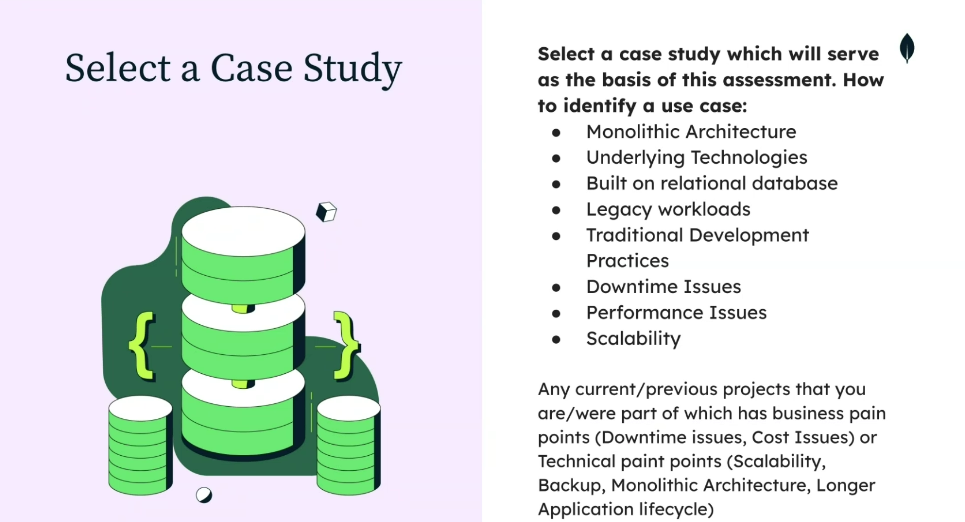 Select a Case Study
Select a case study which will serve
as the basis of this assessment. How
to identify a use case:
● Monolithic Architecture
● Underlying Technologies
● Built on relational database
● Legacy workloads
● Traditional Development
Practices
● Downtime Issues
● Performance Issues
● Scalability
Any current/previous projects that you
are/were part of which has business pain
points (Downtime issues, Cost Issues) or
Technical paint points (Scalability,
Backup, Monolithic Architecture, Longer
Application lifecycle)